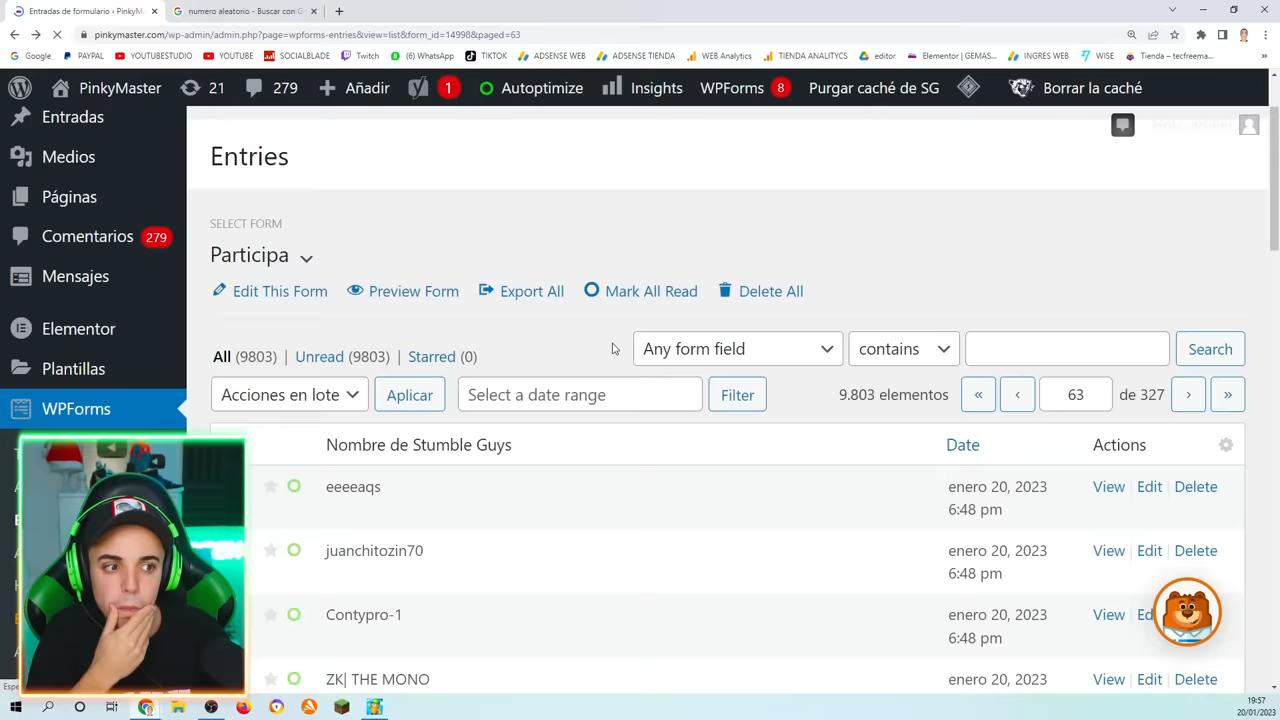 Entradas de formulario ‹ PinkyM
numero aleatorio - Buscar con G
pinkymaster.com/wp-admin/admin.php?page=wpforms-entries&view=list&form_id=14998&paged=63
Google PAYPAL YOUTUBESTUDIO YOUTUBE SOCIALBLADE Twitch (6) WhatsApp TIKTOK ADSENSE WEB ADSENSE TIENDA WEB Analytics TIENDA ANALITYCS editor Elementor | GEMAS... INGRES WEB WISE Tienda – tecfreema...
PinkyMaster 21 279 Añadir 1 Autoptimize Insights WPForms 8 Purgar caché de SG Borrar la caché
Entradas
Medios
Páginas
Comentarios 279
Mensajes
Elementor
Plantillas
WPForms
Entries
SELECT FORM
Participa
Edit This Form Preview Form Export All Mark All Read Delete All
All (9803) | Unread (9803) | Starred (0)
Any form field contains Search
Acciones en lote Aplicar Select a date range Filter 9.803 elementos « ‹ 63 de 327 › »
Nombre de Stumble Guys Date Actions
eeeeaqs enero 20, 2023 6:48 pm View | Edit | Delete
juanchitozin70 enero 20, 2023 6:48 pm View | Edit | Delete
Contypro-1 enero 20, 2023 6:48 pm View | Ed
ZK| THE MONO enero 20, 2023 View | Edit | Delete
Espe
19:57
20/01/2023